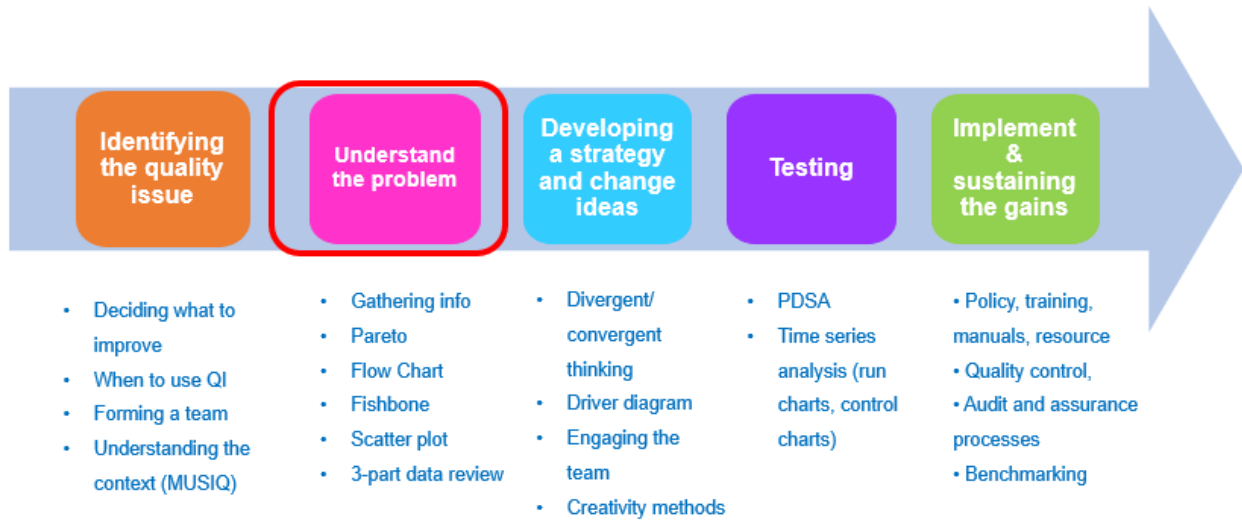 Identifying
the quality
issue
Understand
the problem
Developing
a strategy
and change
ideas
Testing
Implement
&
sustaining
the gains
• Deciding what to
improve
• When to use QI
• Forming a team
• Understanding the
context (MUSIQ)
• Gathering info
• Pareto
• Flow Chart
• Fishbone
• Scatter plot
• 3-part data review
• Divergent/
convergent
thinking
• Driver diagram
• Engaging the
team
• Creativity methods
• PDSA
• Time series
analysis (run
charts, control
charts)
• Policy, training,
manuals, resource
• Quality control,
• Audit and assurance
processes
• Benchmarking